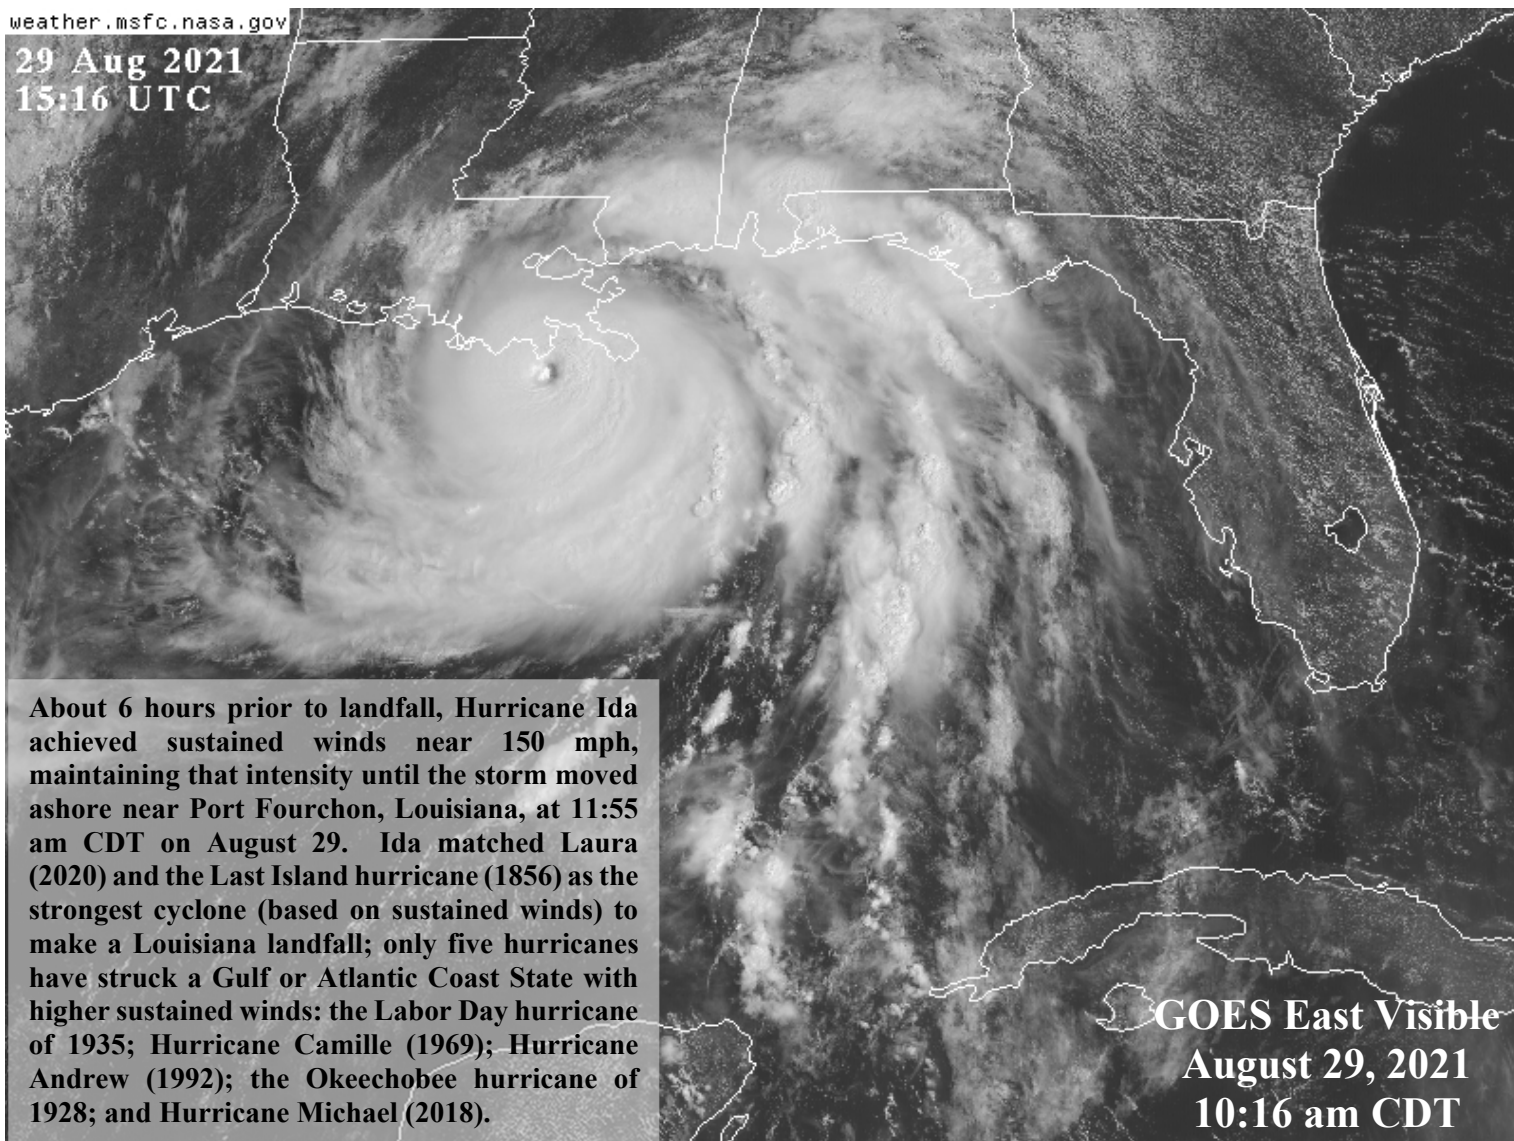 weather.msfc.nasa.gov
29 Aug 2021
15:16 UTC
About 6 hours prior to landfall, Hurricane Ida
achieved sustained winds near 150 mph,
maintaining that intensity until the storm moved
ashore near Port Fourchon, Louisiana, at 11:55
am CDT on August 29. Ida matched Laura
(2020) and the Last Island hurricane (1856) as the
strongest cyclone (based on sustained winds) to
make a Louisiana landfall; only five hurricanes
have struck a Gulf or Atlantic Coast State with
higher sustained winds: the Labor Day hurricane
of 1935; Hurricane Camille (1969); Hurricane
Andrew (1992); the Okeechobee hurricane of
1928; and Hurricane Michael (2018).
GOES East Visible
August 29, 2021
10:16 am CDT